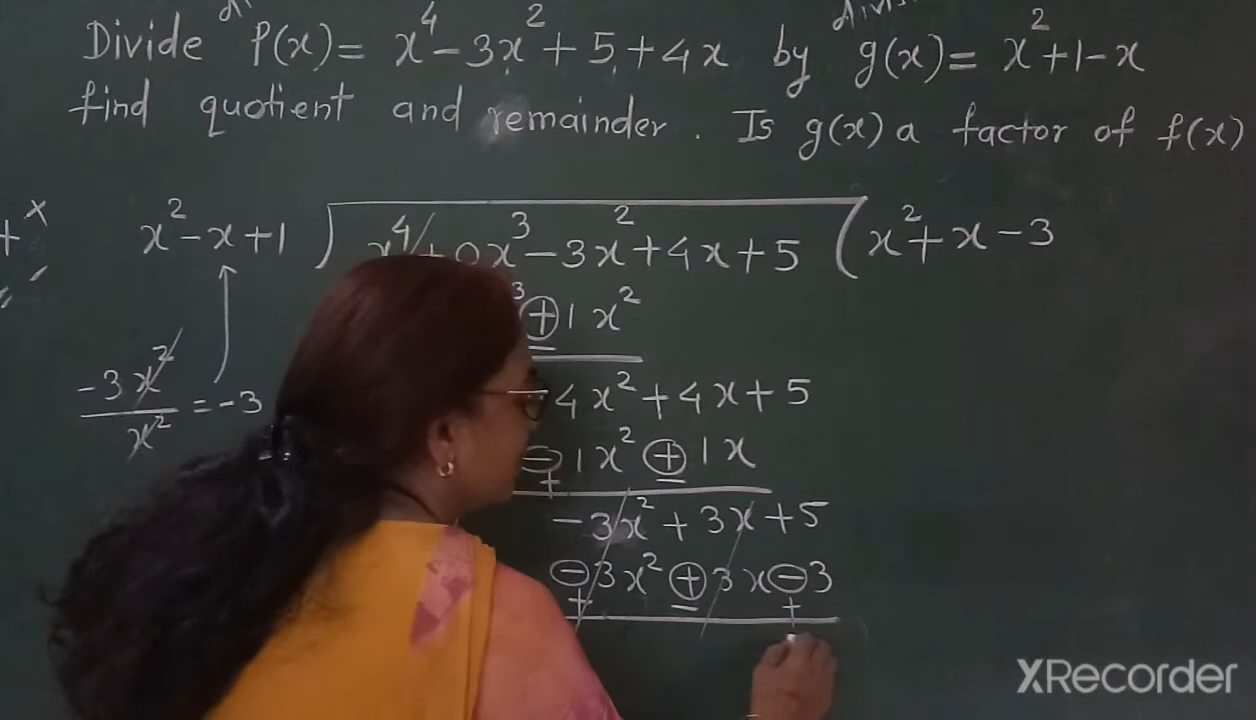 Divide P(x) = x⁴ - 3x² + 5 + 4x by g(x) = x² + 1 - x
find quotient and remainder. Is g(x) a factor of f(x)
x² - x + 1 ) x⁴ + 0x³ - 3x² + 4x + 5 ( x² + x - 3
³ ⊕ 1x²
-3x²/x² = -3
4x² + 4x + 5
⊖ 1x² ⊕ 1x
+ −
-3x² + 3x + 5
⊖ 3x² ⊕ 3x ⊖ 3
+ − +
XRecorder